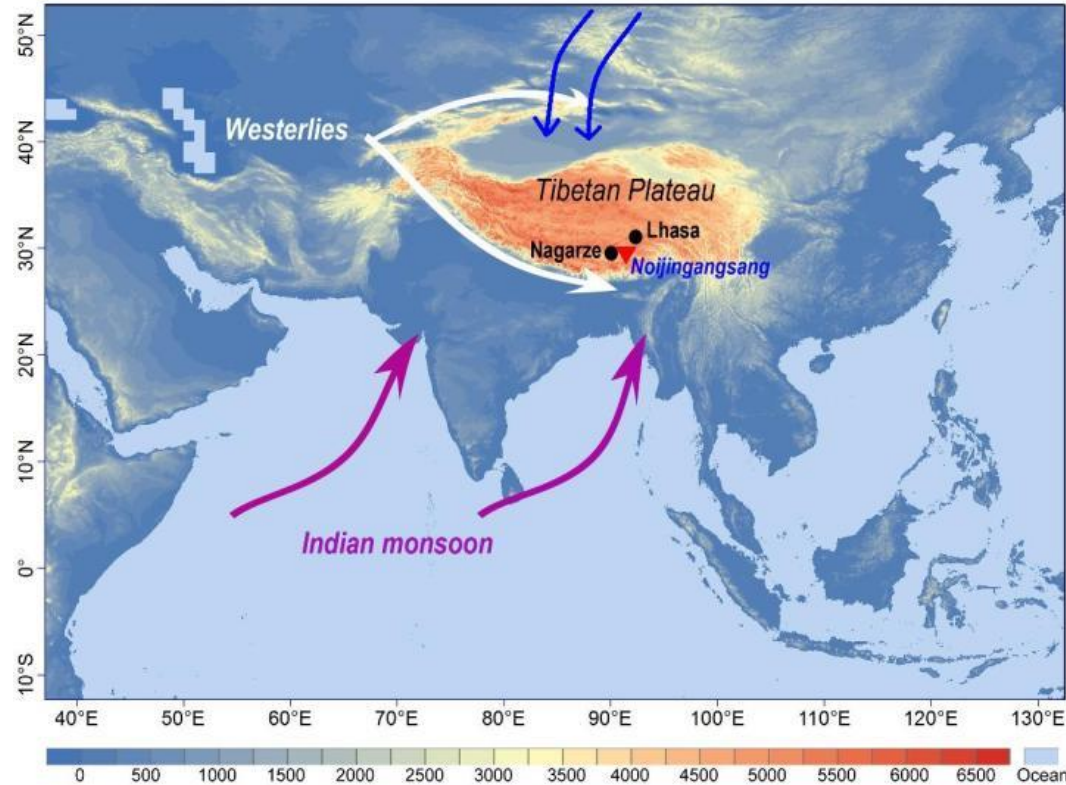 50°N
40°N
30°N
20°N
10°N
0°
10°S
Westerlies
Tibetan Plateau
Lhasa
Nagarze
Noijingangsang
Indian monsoon
40°E 50°E 60°E 70°E 80°E 90°E 100°E 110°E 120°E 130°E
0 500 1000 1500 2000 2500 3000 3500 4000 4500 5000 5500 6000 6500 Ocean